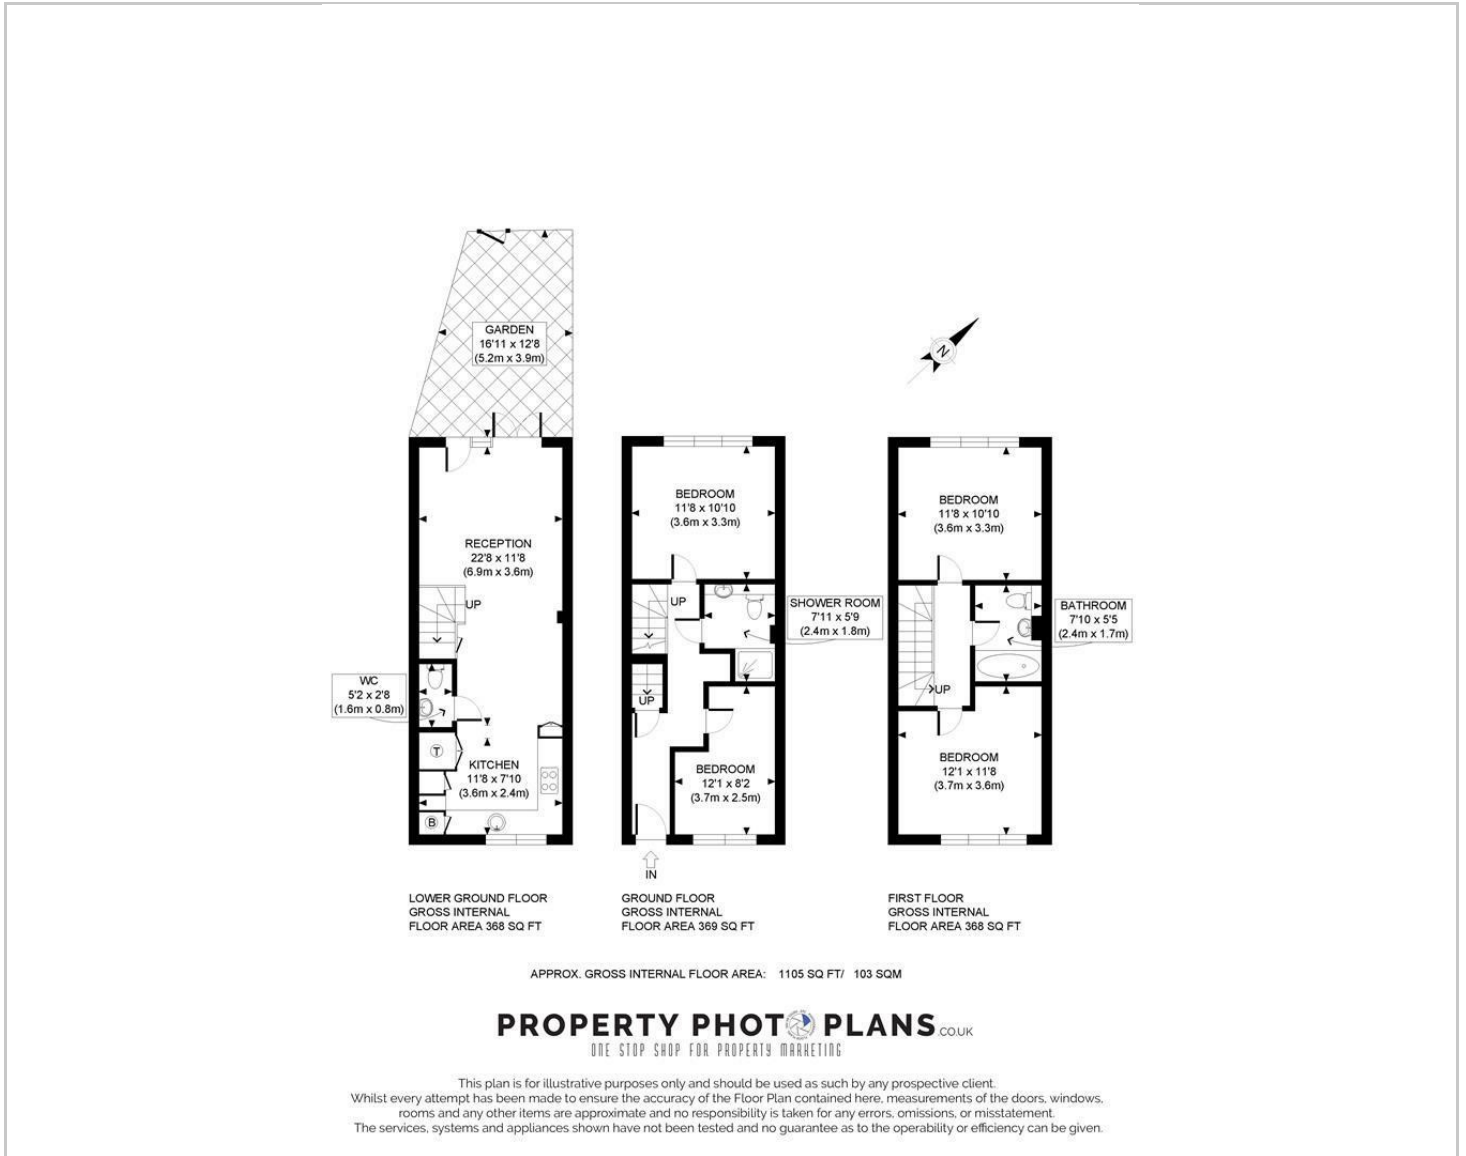 GARDEN
16'11 x 12'8
(5.2m x 3.9m)
N
RECEPTION
22'8 x 11'8
(6.9m x 3.6m)
UP
WC
5'2 x 2'8
(1.6m x 0.8m)
T
KITCHEN
11'8 x 7'10
(3.6m x 2.4m)
B
LOWER GROUND FLOOR
GROSS INTERNAL
FLOOR AREA 368 SQ FT
BEDROOM
11'8 x 10'10
(3.6m x 3.3m)
UP
SHOWER ROOM
7'11 x 5'9
(2.4m x 1.8m)
UP
BEDROOM
12'1 x 8'2
(3.7m x 2.5m)
IN
GROUND FLOOR
GROSS INTERNAL
FLOOR AREA 369 SQ FT
BEDROOM
11'8 x 10'10
(3.6m x 3.3m)
BATHROOM
7'10 x 5'5
(2.4m x 1.7m)
UP
BEDROOM
12'1 x 11'8
(3.7m x 3.6m)
FIRST FLOOR
GROSS INTERNAL
FLOOR AREA 368 SQ FT
APPROX. GROSS INTERNAL FLOOR AREA: 1105 SQ FT/ 103 SQM
PROPERTY PHOTO PLANS.CO.UK
ONE STOP SHOP FOR PROPERTY MARKETING
This plan is for illustrative purposes only and should be used as such by any prospective client.
Whilst every attempt has been made to ensure the accuracy of the Floor Plan contained here, measurements of the doors, windows,
rooms and any other items are approximate and no responsibility is taken for any errors, omissions, or misstatement.
The services, systems and appliances shown have not been tested and no guarantee as to the operability or efficiency can be given.